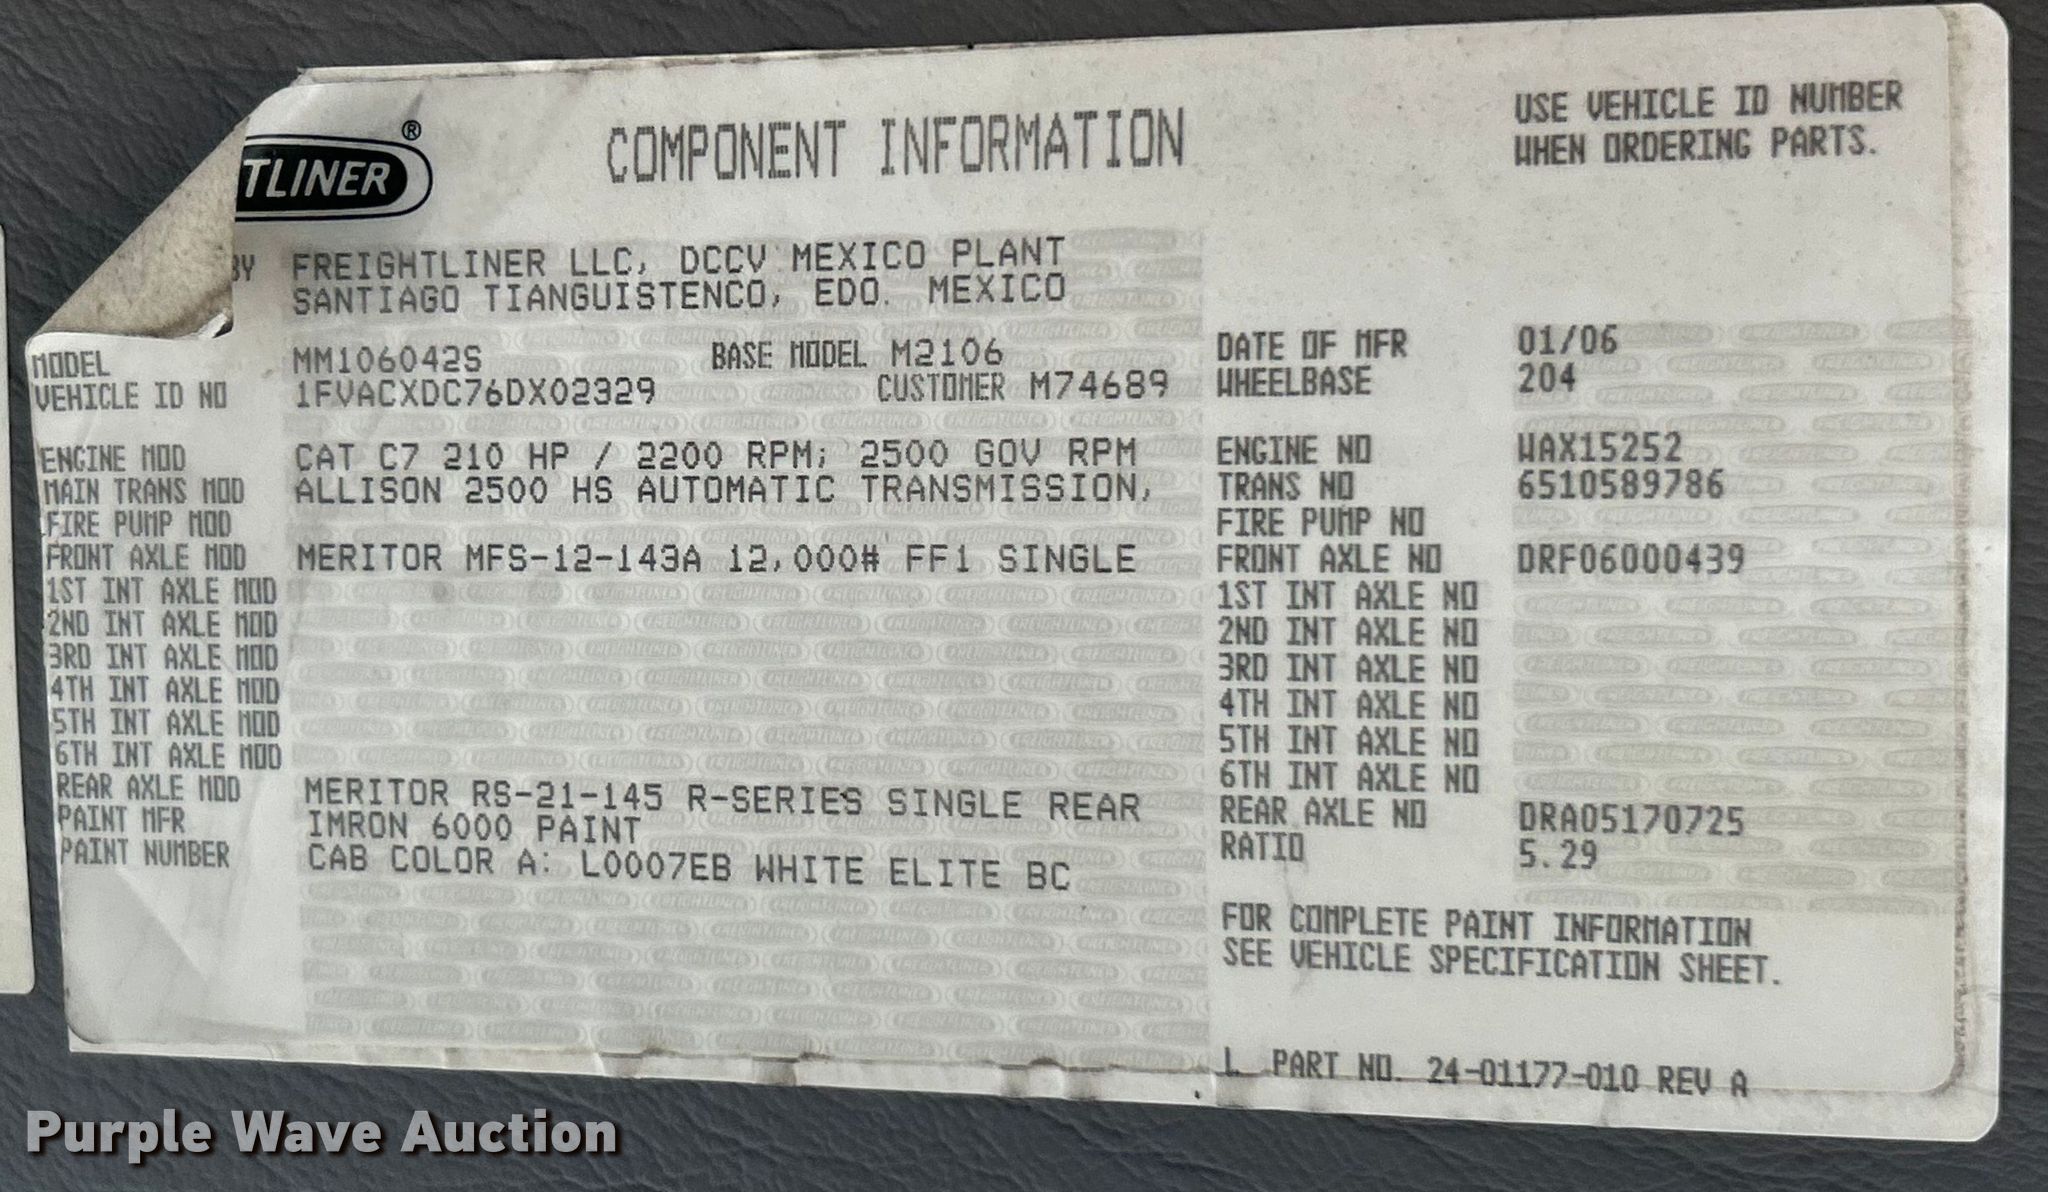 TLINER ®
COMPONENT INFORMATION
USE VEHICLE ID NUMBER
WHEN ORDERING PARTS.
BY FREIGHTLINER LLC, DCCV MEXICO PLANT
SANTIAGO TIANGUISTENCO, EDO. MEXICO
MODEL MM106042S BASE MODEL M2106
VEHICLE ID NO 1FVACXDC76DX02329 CUSTOMER M74689
ENGINE MOD CAT C7 210 HP / 2200 RPM; 2500 GOV RPM
MAIN TRANS MOD ALLISON 2500 HS AUTOMATIC TRANSMISSION,
FIRE PUMP MOD
FRONT AXLE MOD MERITOR MFS-12-143A 12,000# FF1 SINGLE
1ST INT AXLE MOD
2ND INT AXLE MOD
3RD INT AXLE MOD
4TH INT AXLE MOD
5TH INT AXLE MOD
6TH INT AXLE MOD
REAR AXLE MOD MERITOR RS-21-145 R-SERIES SINGLE REAR
PAINT MFR IMRON 6000 PAINT
PAINT NUMBER CAB COLOR A: L0007EB WHITE ELITE BC
DATE OF MFR 01/06
WHEELBASE 204
ENGINE NO WAX15252
TRANS NO 6510589786
FIRE PUMP NO
FRONT AXLE NO DRF06000439
1ST INT AXLE NO
2ND INT AXLE NO
3RD INT AXLE NO
4TH INT AXLE NO
5TH INT AXLE NO
6TH INT AXLE NO
REAR AXLE NO DRA05170725
RATIO 5.29
FOR COMPLETE PAINT INFORMATION
SEE VEHICLE SPECIFICATION SHEET.
L PART NO. 24-01177-010 REV A
Purple Wave Auction